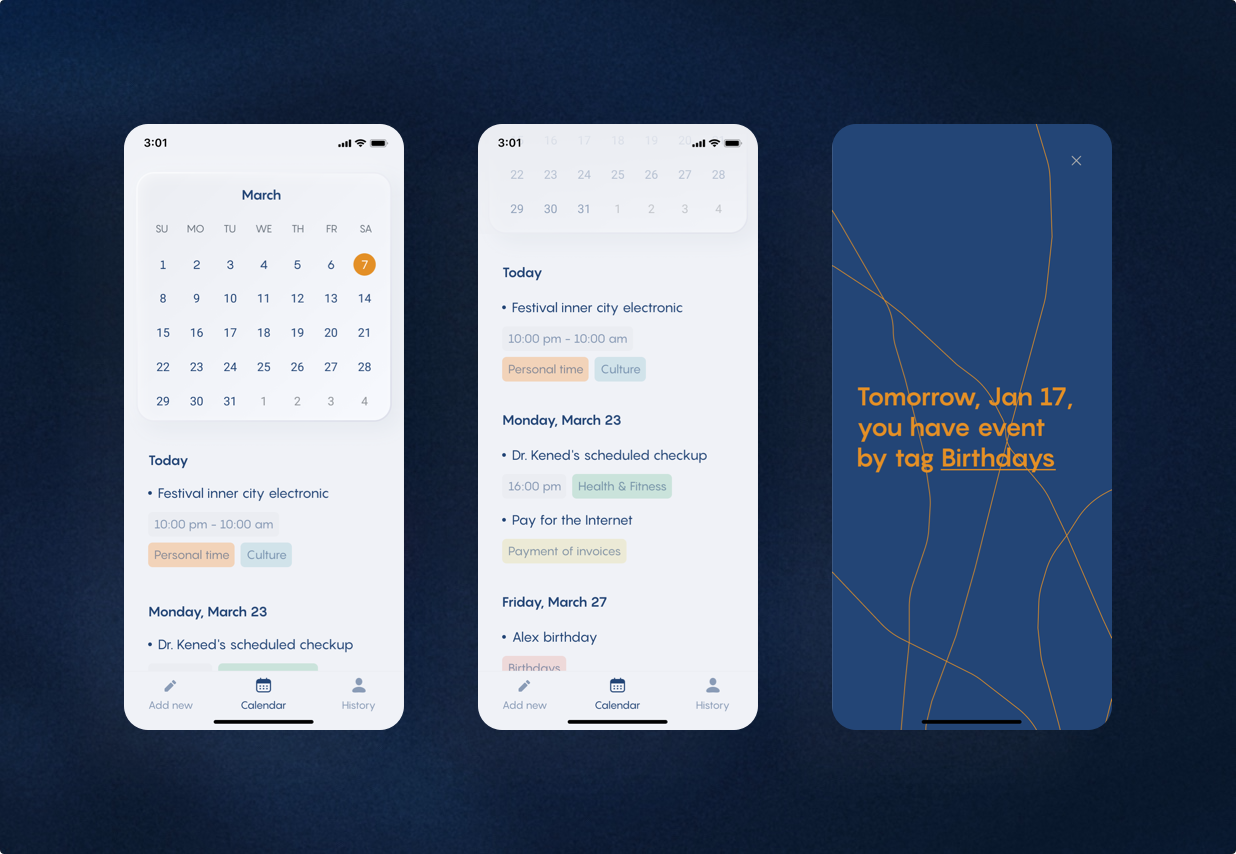 3:01
March
SU MO TU WE TH FR SA
1 2 3 4 5 6 7
8 9 10 11 12 13 14
15 16 17 18 19 20 21
22 23 24 25 26 27 28
29 30 31 1 2 3 4
Today
• Festival inner city electronic
10:00 pm - 10:00 am
Personal time Culture
Monday, March 23
• Dr. Kened's scheduled checkup
Add new Calendar History
3:01 16 17 18 19 20
22 23 24 25 26 27 28
29 30 31 1 2 3 4
Today
• Festival inner city electronic
10:00 pm - 10:00 am
Personal time Culture
Monday, March 23
• Dr. Kened's scheduled checkup
16:00 pm Health & Fitness
• Pay for the Internet
Payment of invoices
Friday, March 27
• Alex birthday
Birthdays
Add new Calendar History
Tomorrow, Jan 17,
you have event
by tag Birthdays